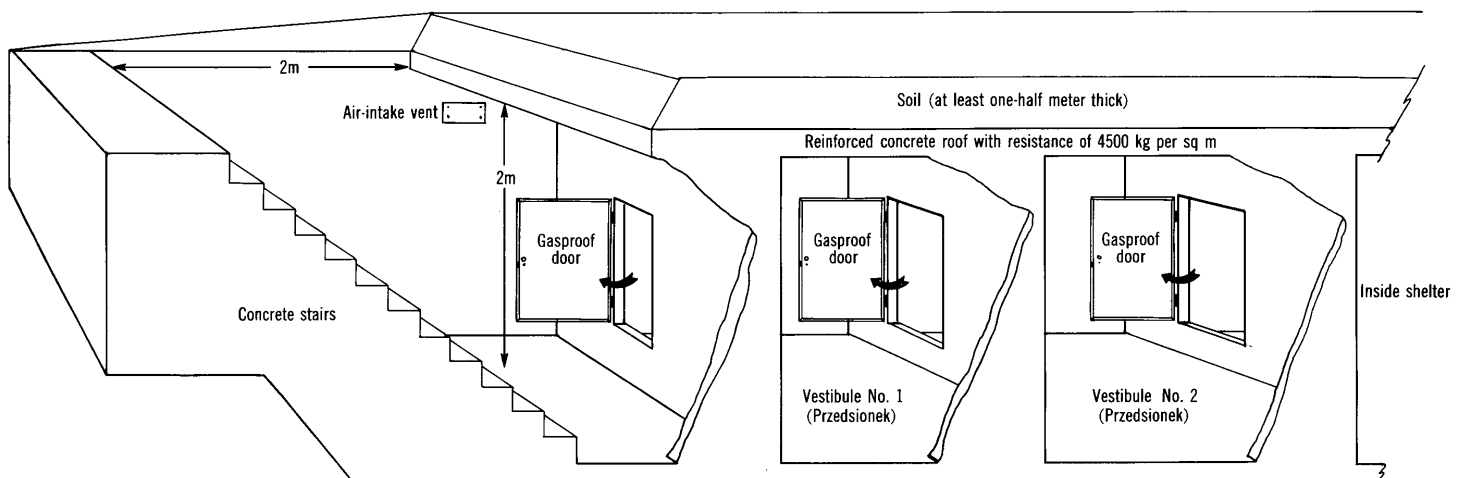 2m
Soil (at least one-half meter thick)
Air-intake vent
Reinforced concrete roof with resistance of 4500 kg per sq m
2m
Gasproof
door
Gasproof
door
Gasproof
door
Inside shelter
Concrete stairs
Vestibule No. 1
(Przedsionek)
Vestibule No. 2
(Przedsionek)